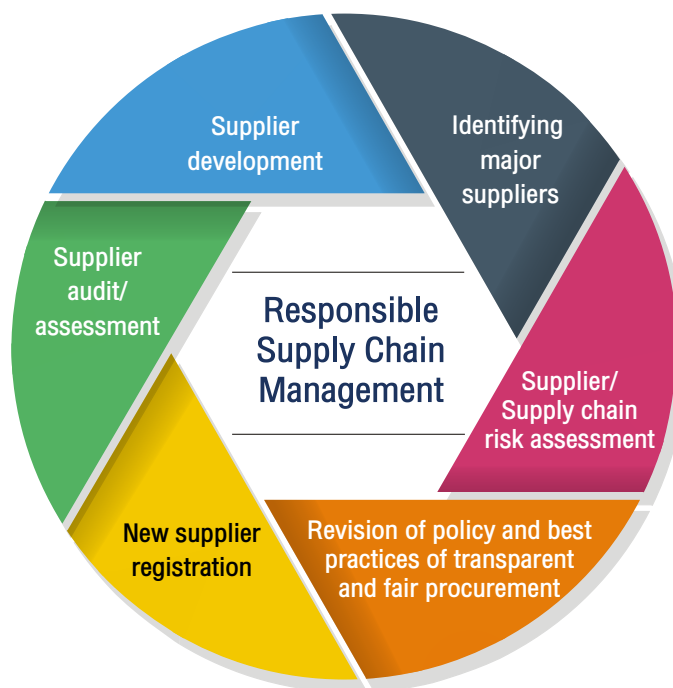 Supplier
development
Identifying
major
suppliers
Supplier
audit/
assessment
Responsible
Supply Chain
Management
Supplier/
Supply chain
risk assessment
New supplier
registration
Revision of policy and best
practices of transparent
and fair procurement